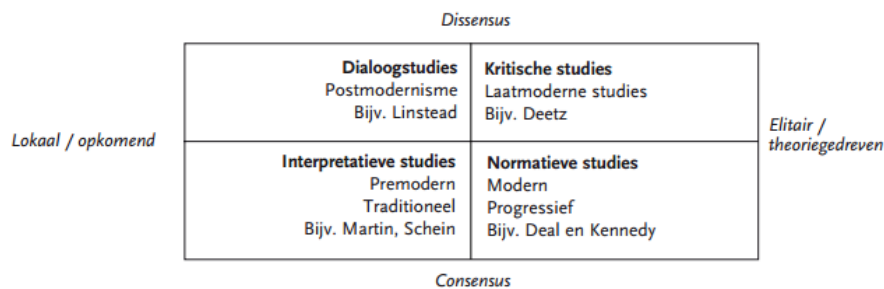 Dissensus
Dialoogstudies
Postmodernisme
Bijv. Linstead
Kritische studies
Laatmoderne studies
Bijv. Deetz
Lokaal / opkomend
Elitair /
theoriegedreven
Interpretatieve studies
Premodern
Traditioneel
Bijv. Martin, Schein
Normatieve studies
Modern
Progressief
Bijv. Deal en Kennedy
Consensus